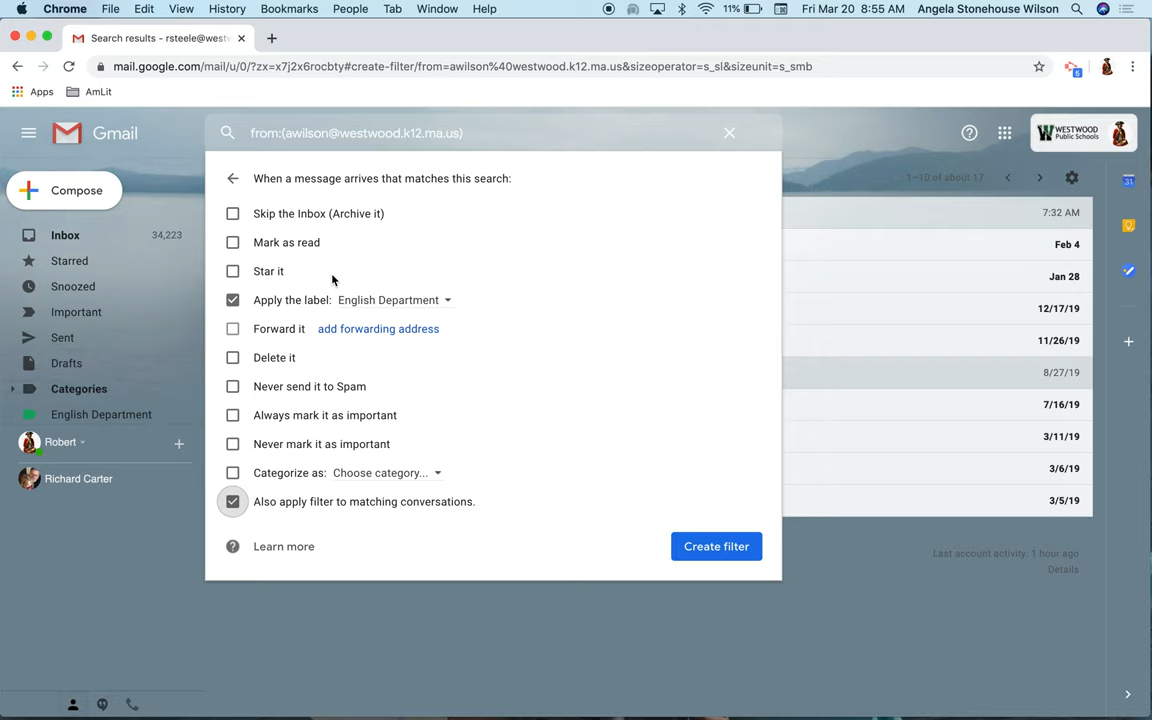 Chrome File Edit View History Bookmarks People Tab Window Help 11% Fri Mar 20 8:55 AM Angela Stonehouse Wilson
Search results - rsteele@west
mail.google.com/mail/u/0/?zx=x7j2x6rocbty#create-filter/from=awilson%40westwood.k12.ma.us&sizeoperator=s_sl&sizeunit=s_smb
5
Apps AmLit
Gmail
from:(awilson@westwood.k12.ma.us)
WESTWOOD
Public Schools
Compose
When a message arrives that matches this search:
1–10 of about 17
31
Skip the Inbox (Archive it)
7:32 AM
Inbox 34,223
Mark as read
Feb 4
Starred
Star it
Jan 28
Snoozed
Apply the label: English Department
12/17/19
Important
Forward it add forwarding address
11/26/19
Sent
Delete it
8/27/19
Drafts
Never send it to Spam
7/16/19
Categories
Always mark it as important
3/11/19
English Department
Never mark it as important
3/6/19
Robert
Categorize as: Choose category...
3/5/19
Richard Carter
Also apply filter to matching conversations.
Learn more
Create filter
Last account activity: 1 hour ago
Details